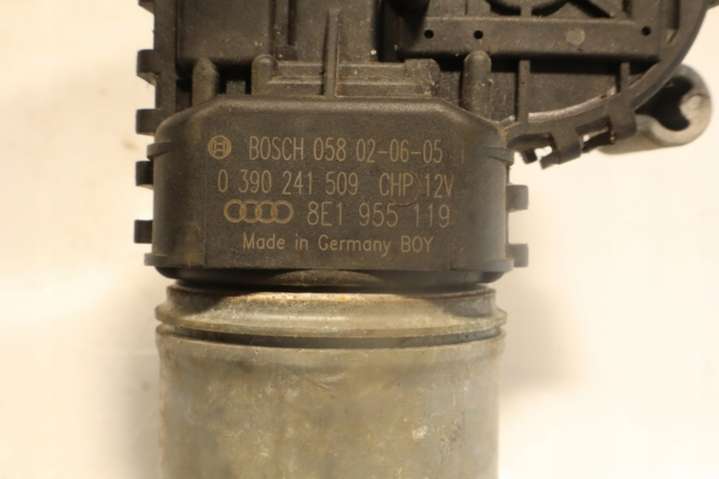 BOSCH 058 02-06-05
0 390 241 509 CHP 12V
8E1 955 119
Made in Germany BOY